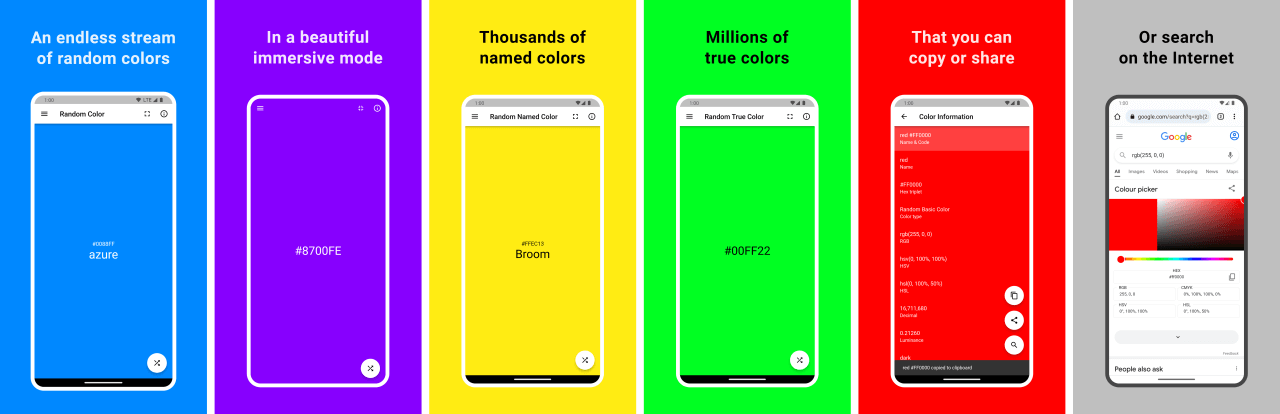 An endless stream
of random colors
1:00
LTE
Random Color
#0088FF
azure
In a beautiful
immersive mode
#8700FE
Thousands of
named colors
1:00
Random Named Color
#FFEC13
Broom
Millions of
true colors
1:00
Random True Color
#00FF22
That you can
copy or share
1:00
Color Information
red #FF0000
Name & Code
red
Name
#FF0000
Hex triplet
Random Basic Color
Color type
rgb(255, 0, 0)
RGB
hsv(0, 100%, 100%)
HSV
hsl(0, 100%, 50%)
HSL
16,711,680
Decimal
0.21260
Luminance
dark
red #FF0000 copied to clipboard
Or search
on the Internet
1:00
google.com/search?q=rgb(2
Google
rgb(255, 0, 0)
All Images Videos Shopping News Maps
Colour picker
HEX
#ff0000
RGB
255, 0, 0
CMYK
0%, 100%, 100%, 0%
HSV
0°, 100%, 100%
HSL
0°, 100%, 50%
Feedback
People also ask